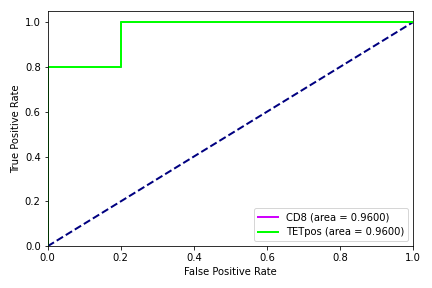 1.0
0.8
0.6
0.4
0.2
0.0
True Positive Rate
CD8 (area = 0.9600)
TETpos (area = 0.9600)
0.0 0.2 0.4 0.6 0.8 1.0
False Positive Rate